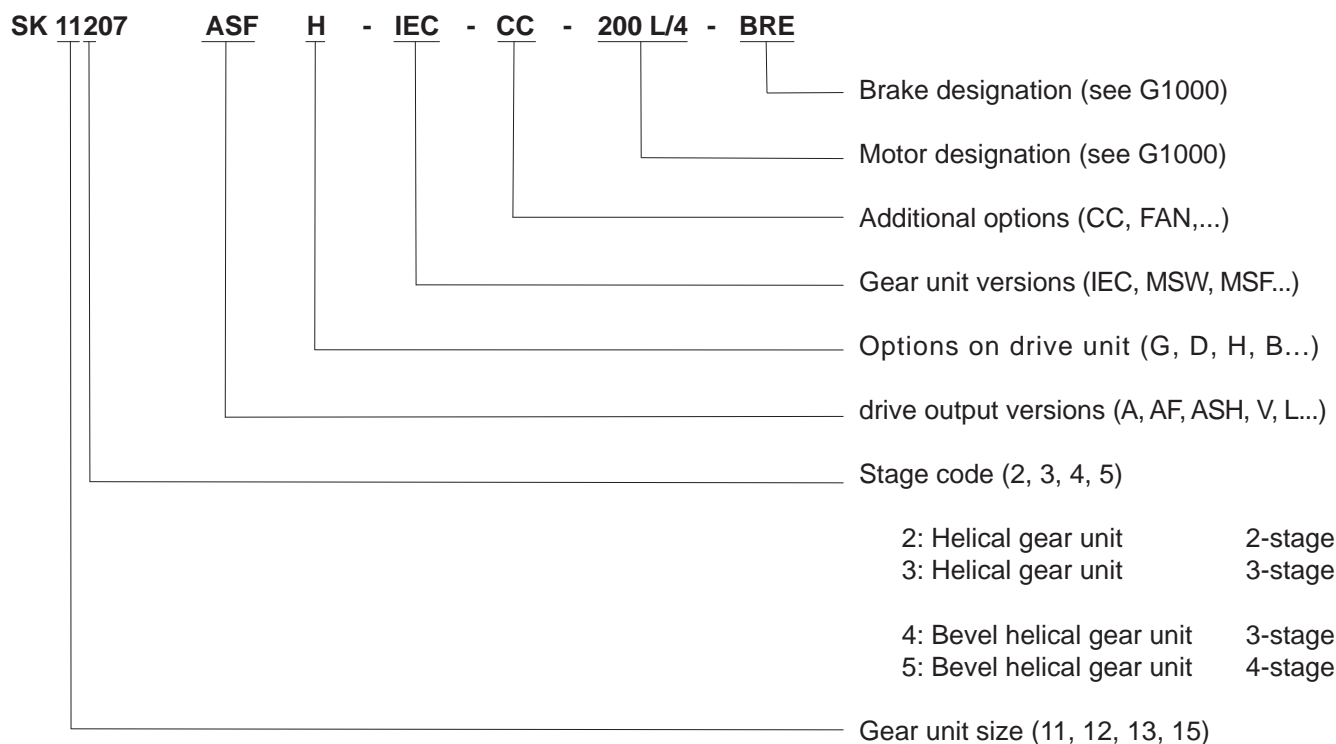 SK 11207 ASF H - IEC - CC - 200 L/4 - BRE
Brake designation (see G1000)
Motor designation (see G1000)
Additional options (CC, FAN,...)
Gear unit versions (IEC, MSW, MSF...)
Options on drive unit (G, D, H, B...)
drive output versions (A, AF, ASH, V, L...)
Stage code (2, 3, 4, 5)
2: Helical gear unit 2-stage
3: Helical gear unit 3-stage
4: Bevel helical gear unit 3-stage
5: Bevel helical gear unit 4-stage
Gear unit size (11, 12, 13, 15)